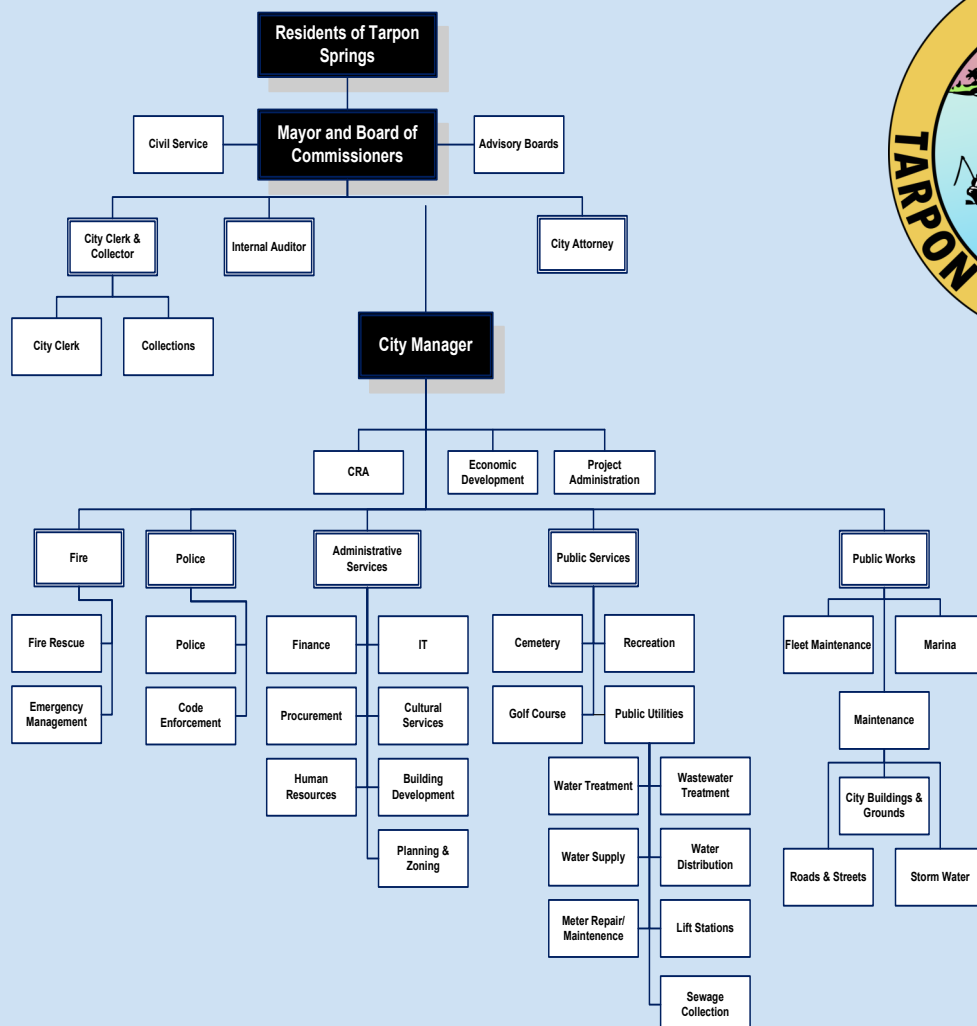 Residents of Tarpon
Springs
Mayor and Board of
Commissioners
Civil Service
Advisory Boards
TARPON
City Clerk &
Collector
Internal Auditor
City Attorney
City Clerk
Collections
City Manager
CRA
Economic
Development
Project
Administration
Fire
Police
Administrative
Services
Public Services
Public Works
Fire Rescue
Police
Finance
IT
Cemetery
Recreation
Fleet Maintenance
Marina
Emergency
Management
Code
Enforcement
Procurement
Cultural
Services
Golf Course
Public Utilities
Maintenance
Human
Resources
Building
Development
Water Treatment
Wastewater
Treatment
City Buildings &
Grounds
Planning &
Zoning
Water Supply
Water
Distribution
Roads & Streets
Storm Water
Meter Repair/
Maintenence
Lift Stations
Sewage
Collection